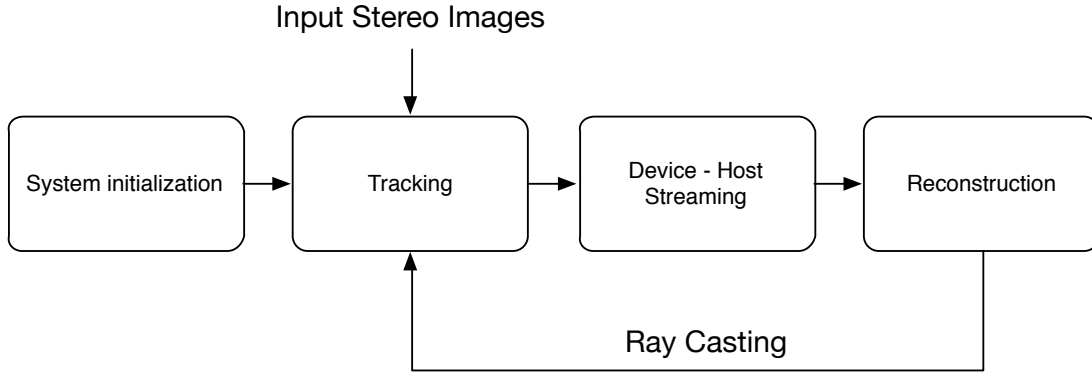 Input Stereo Images
System initialization
Tracking
Device - Host
Streaming
Reconstruction
Ray Casting